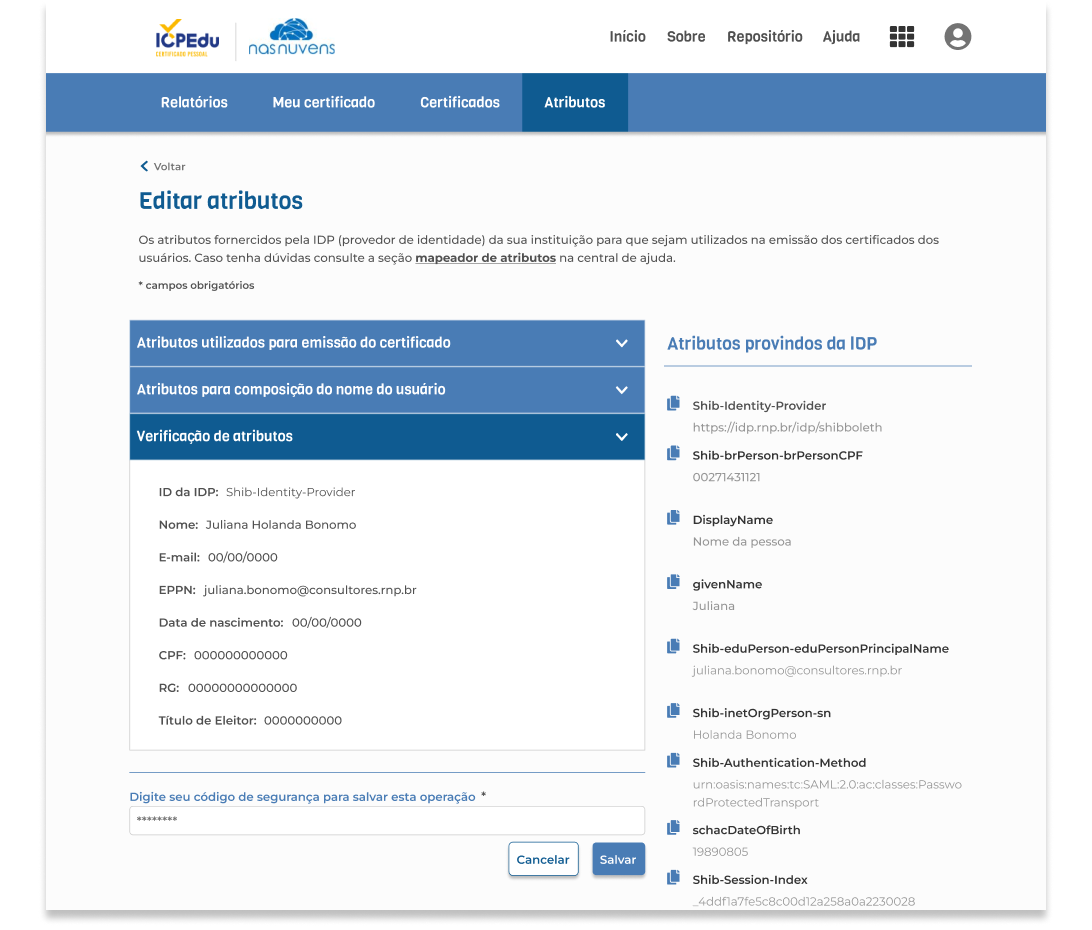 ICPEdu
CERTIFICADO PESSOAL
nasnuvens
Início
Sobre
Repositório
Ajuda
Relatórios
Meu certificado
Certificados
Atributos
Voltar
Editar atributos
Os atributos fornercidos pela IDP (provedor de identidade) da sua instituição para que sejam utilizados na emissão dos certificados dos
usuários. Caso tenha dúvidas consulte a seção mapeador de atributos na central de ajuda.
* campos obrigatórios
Atributos utilizados para emissão do certificado
Atributos para composição do nome do usuário
Verificação de atributos
ID da IDP: Shib-Identity-Provider
Nome: Juliana Holanda Bonomo
E-mail: 00/00/0000
EPPN: juliana.bonomo@consultores.rnp.br
Data de nascimento: 00/00/0000
CPF: 000000000000
RG: 00000000000000
Título de Eleitor: 0000000000
Digite seu código de segurança para salvar esta operação *
********
Cancelar
Salvar
Atributos provindos da IDP
Shib-Identity-Provider
https://idp.rnp.br/idp/shibboleth
Shib-brPerson-brPersonCPF
00271431121
DisplayName
Nome da pessoa
givenName
Juliana
Shib-eduPerson-eduPersonPrincipalName
juliana.bonomo@consultores.rnp.br
Shib-inetOrgPerson-sn
Holanda Bonomo
Shib-Authentication-Method
urn:oasis:names:tc:SAML:2.0:ac:classes:Passwo
rdProtectedTransport
schacDateOfBirth
19890805
Shib-Session-Index
_4ddf1a7fe5c8c00d12a258a0a2230028